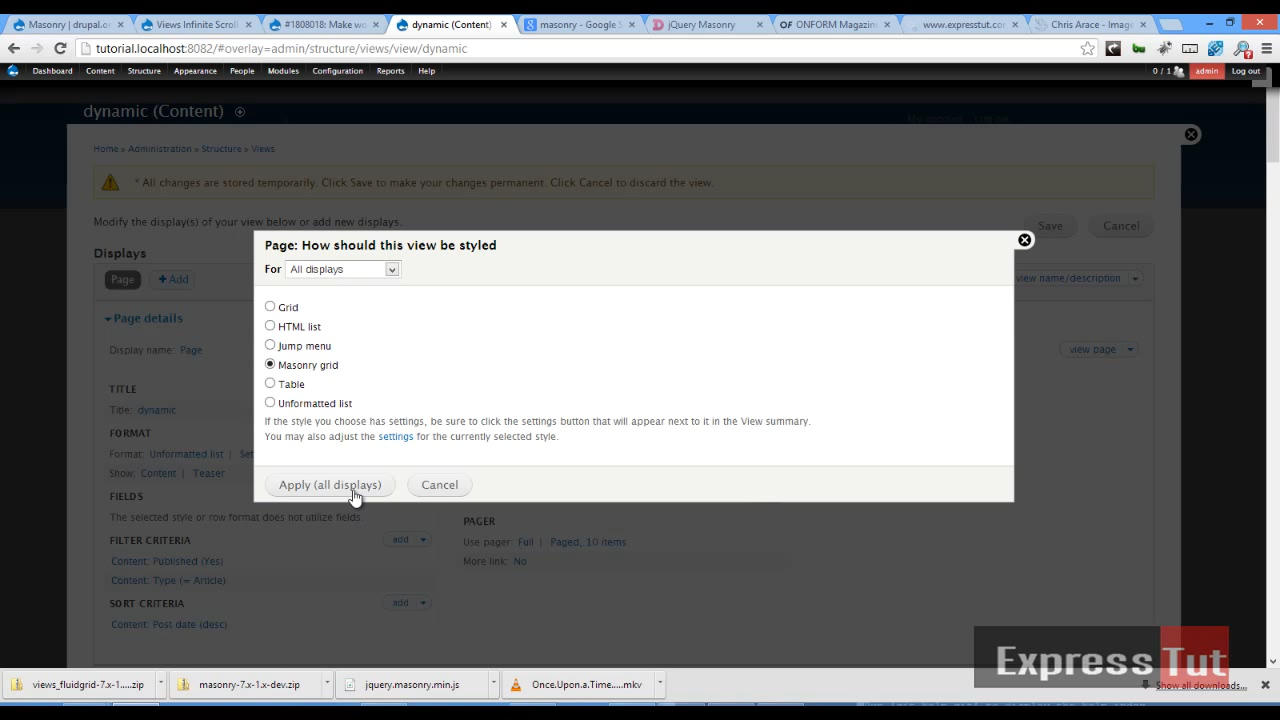 Masonry | drupal.o
Views Infinite Scroll
#1808018: Make wo
dynamic (Content)
masonry - Google S
jQuery Masonry
OF ONFORM Magazin
www.expresstut.com
Chris Arace - Imag
tutorial.localhost:8082/#overlay=admin/structure/views/view/dynamic
Dashboard Content Structure Appearance People Modules Configuration Reports Help
0 / 1 admin Log out
dynamic (Content)
My account Log out
Home » Administration » Structure » Views
* All changes are stored temporarily. Click Save to make your changes permanent. Click Cancel to discard the view.
Modify the display(s) of your view below or add new displays.
Save Cancel
Displays
Page + Add
view name/description
Page details
Display name: Page
view page
TITLE
Title: dynamic
FORMAT
Format: Unformatted list | Set
Show: Content | Teaser
FIELDS
The selected style or row format does not utilize fields.
FILTER CRITERIA add
Content: Published (Yes)
Content: Type (= Article)
SORT CRITERIA add
Content: Post date (desc)
PAGER
Use pager: Full | Paged, 10 items
More link: No
Page: How should this view be styled
For All displays
Grid
HTML list
Jump menu
Masonry grid
Table
Unformatted list
If the style you choose has settings, be sure to click the settings button that will appear next to it in the View summary.
You may also adjust the settings for the currently selected style.
Apply (all displays) Cancel
Express Tut
views_fluidgrid-7.x-1.....zip
masonry-7.x-1.x-dev.zip
jquery.masonry.min.js
Once.Upon.a.Time.....mkv
Show all downloads...